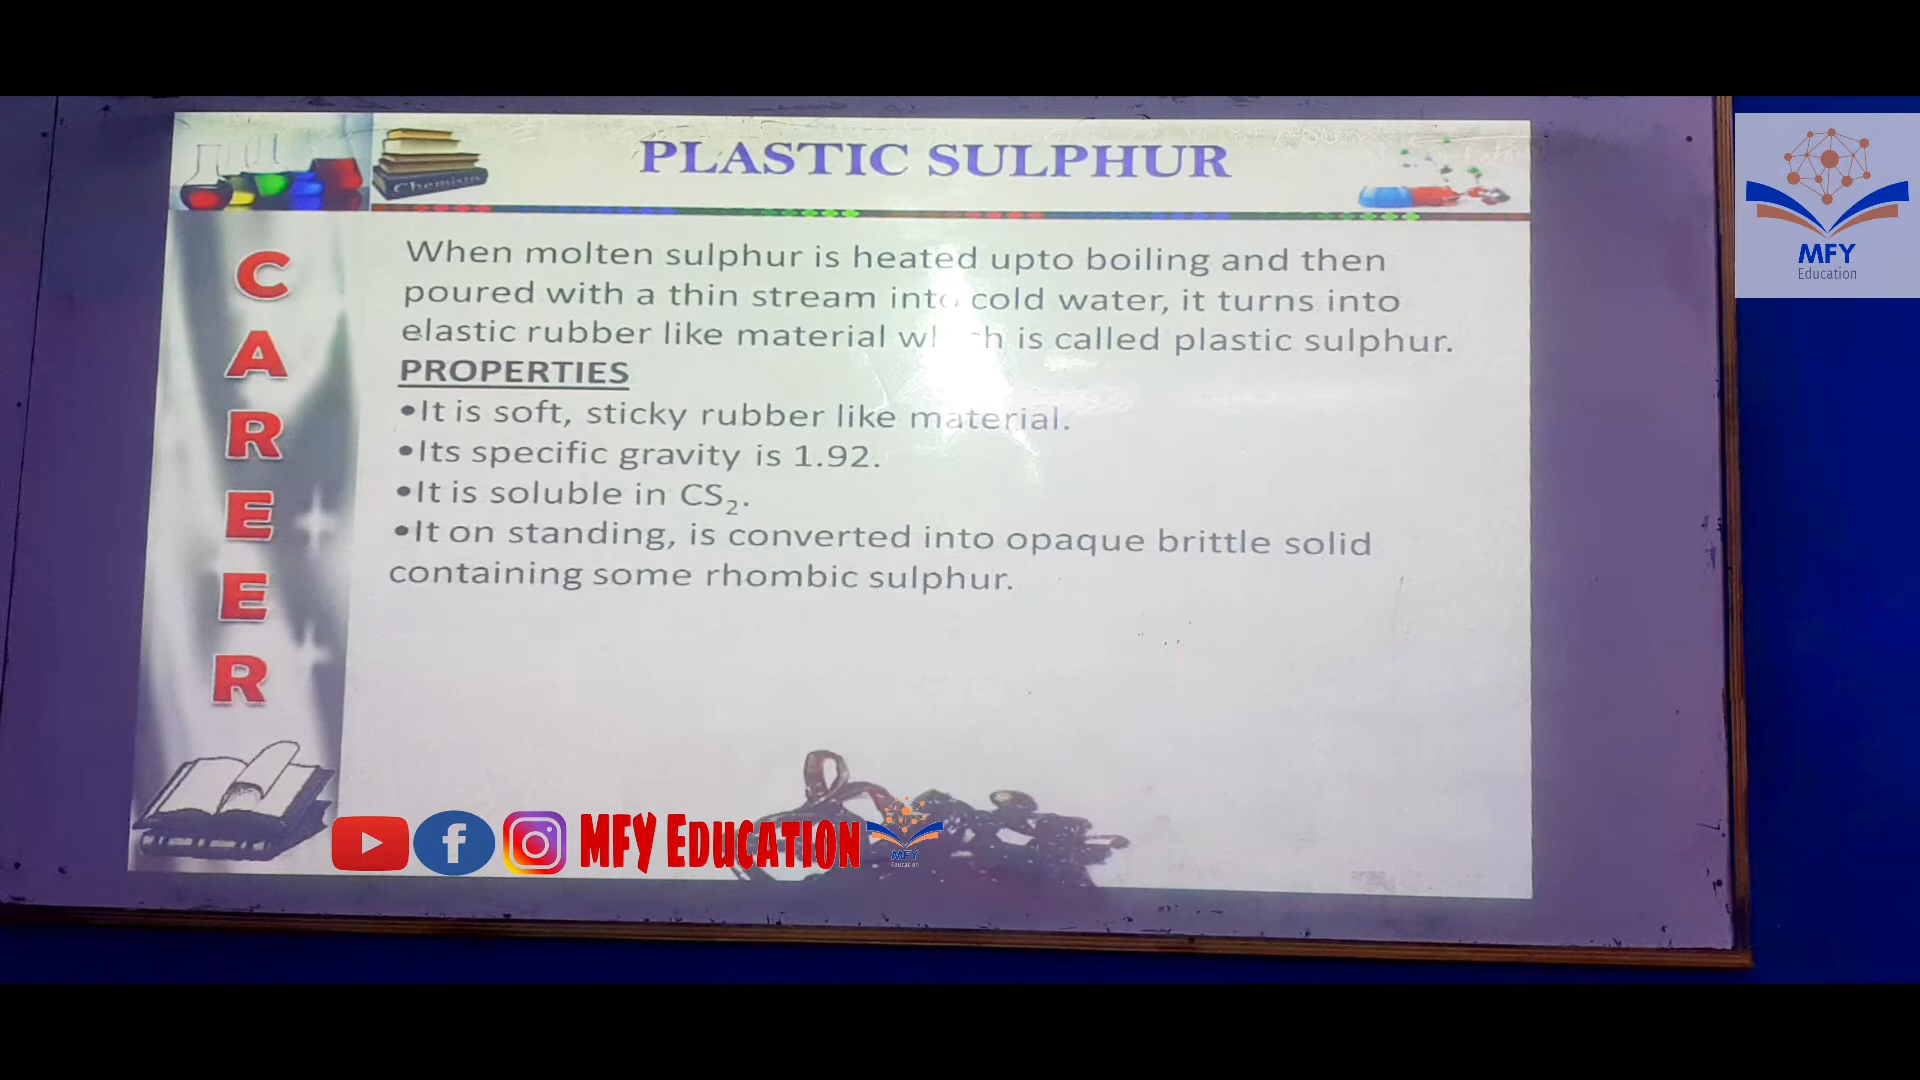 PLASTIC SULPHUR
Chemistry
MFY
Education
C
A
R
E
E
R
When molten sulphur is heated upto boiling and then
poured with a thin stream into cold water, it turns into
elastic rubber like material which is called plastic sulphur.
PROPERTIES
•It is soft, sticky rubber like material.
•Its specific gravity is 1.92.
•It is soluble in CS₂.
•It on standing, is converted into opaque brittle solid
containing some rhombic sulphur.
f
MFY EDUCATION
MFY
Education